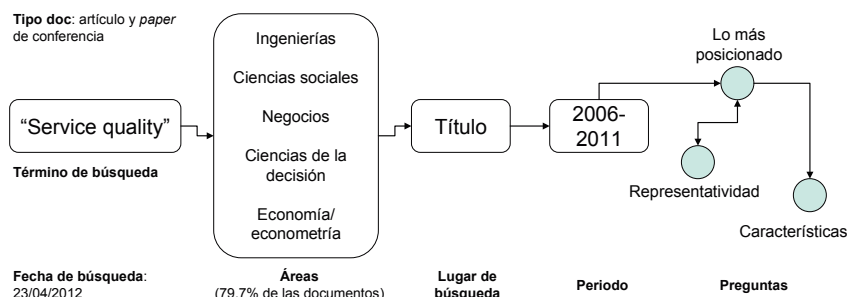 Tipo doc: artículo y paper
de conferencia
"Service quality"
Término de búsqueda
Fecha de búsqueda:
23/04/2012
Ingenierías
Ciencias sociales
Negocios
Ciencias de la
decisión
Economía/
econometría
Áreas
(79.7% de las documentos)
Título
Lugar de
búsqueda
2006-
2011
Periodo
Lo más
posicionado
Representatividad
Características
Preguntas